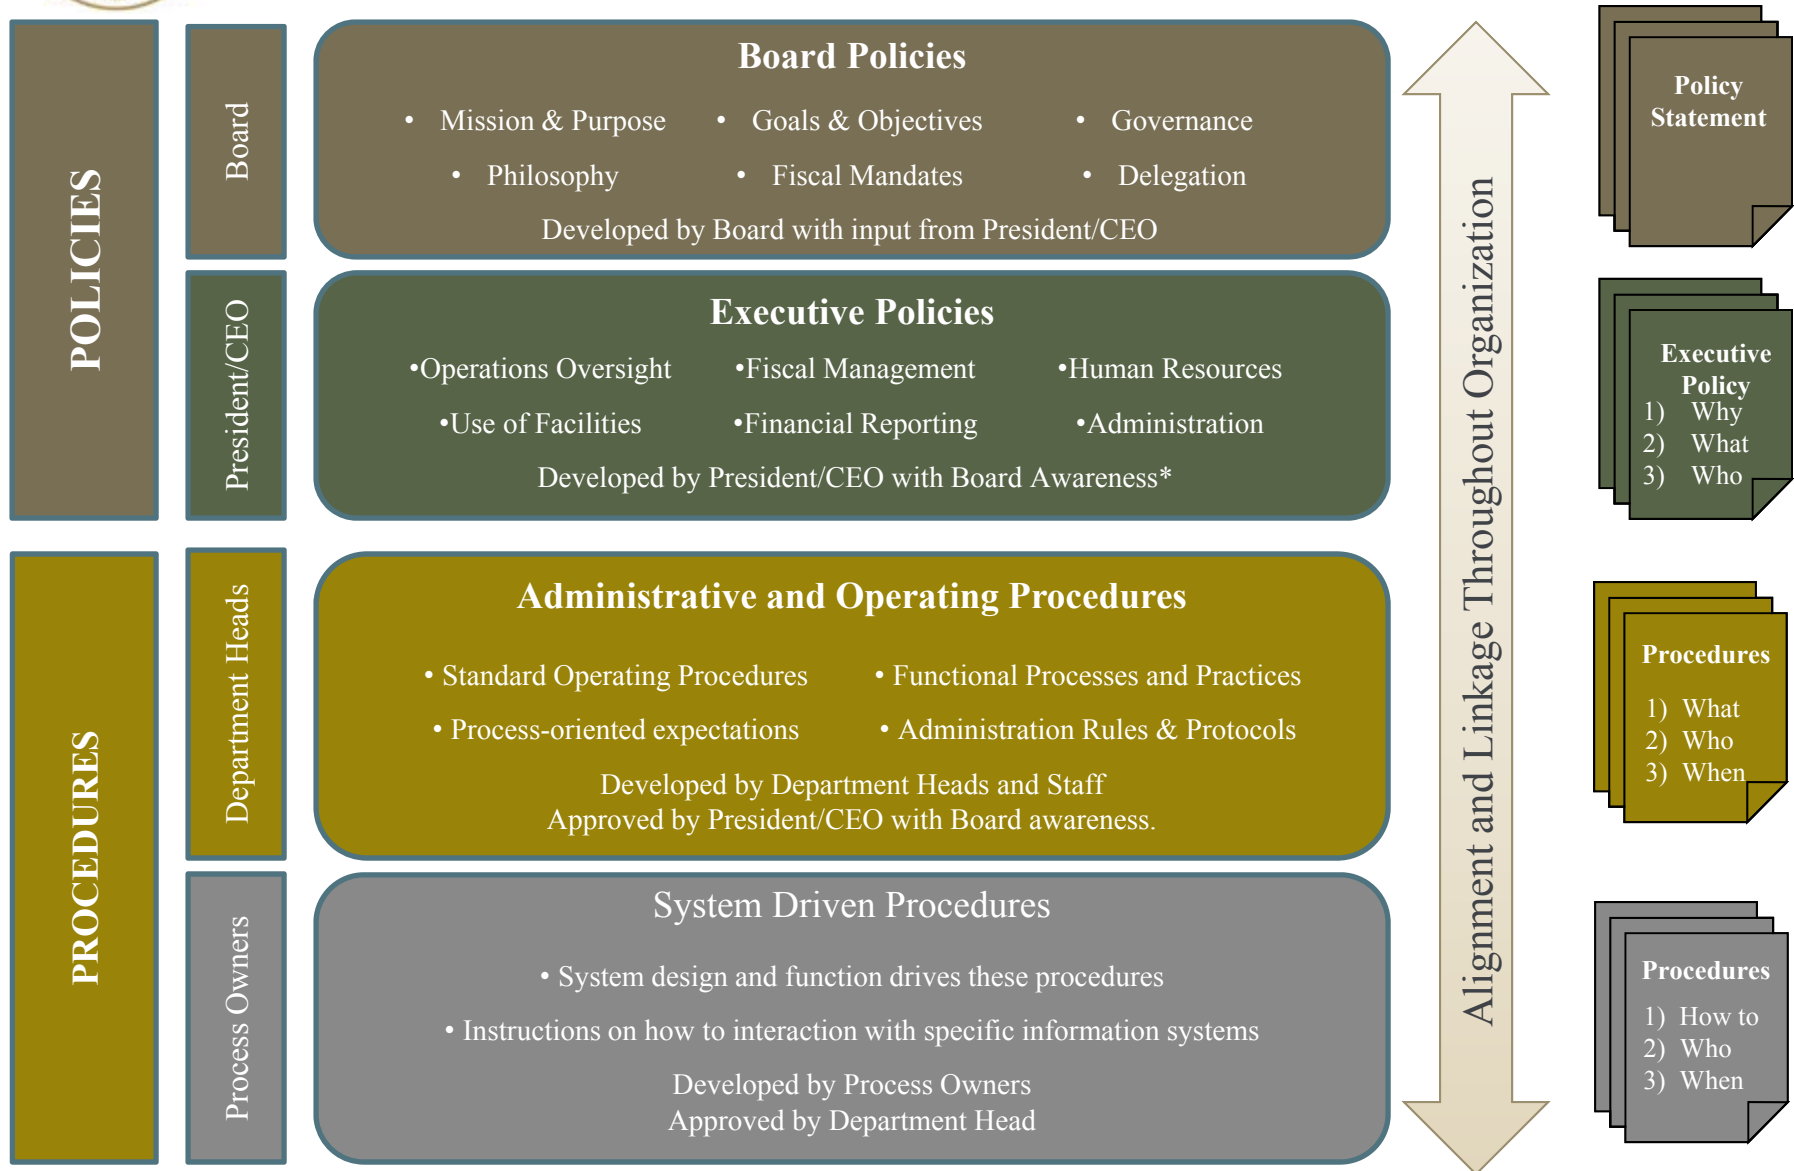 POLICIES
Board
Board Policies
• Mission & Purpose • Goals & Objectives • Governance
• Philosophy • Fiscal Mandates • Delegation
Developed by Board with input from President/CEO
Policy
Statement
President/CEO
Executive Policies
•Operations Oversight •Fiscal Management •Human Resources
•Use of Facilities •Financial Reporting •Administration
Developed by President/CEO with Board Awareness*
Executive
Policy
1) Why
2) What
3) Who
Alignment and Linkage Throughout Organization
PROCEDURES
Department Heads
Administrative and Operating Procedures
• Standard Operating Procedures • Functional Processes and Practices
• Process-oriented expectations • Administration Rules & Protocols
Developed by Department Heads and Staff
Approved by President/CEO with Board awareness.
Procedures
1) What
2) Who
3) When
Process Owners
System Driven Procedures
• System design and function drives these procedures
• Instructions on how to interaction with specific information systems
Developed by Process Owners
Approved by Department Head
Procedures
1) How to
2) Who
3) When